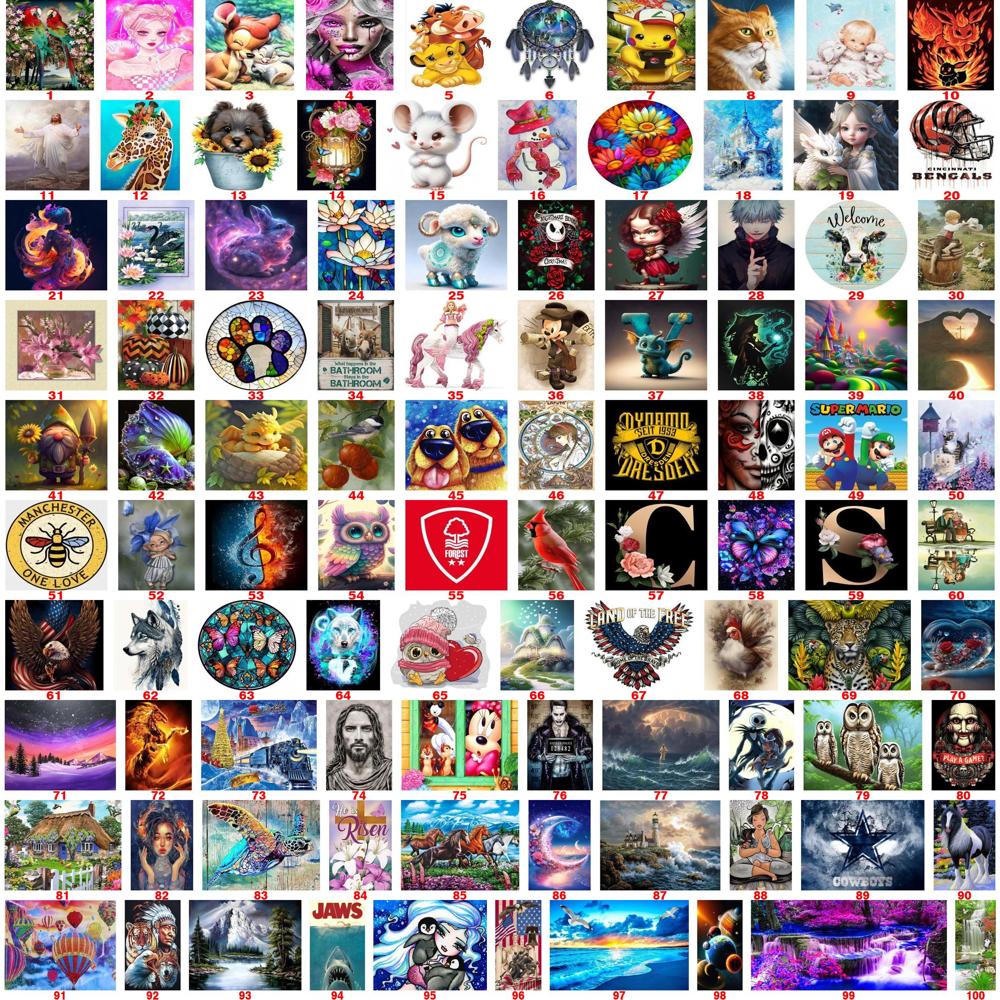 1 2 3 4 5 6 7 8 9 10
11 12 13 14 15 16 17 18 19
CINCINNATI
BENGALS
20
Welcome
21 22 23 24 25 26 27 28 29 30
What happens in the
BATHROOM
Stays in the
BATHROOM
31 32 33 34 35 36 37 38 39 40
DYNAMO
SEIT 1953
D
DRESDEN
SUPER MARIO
41 42 43 44 45 46 47 48 49 50
MANCHESTER
ONE LOVE
FOREST
C
S
51 52 53 54 55 56 57 58 59 60
LAND OF THE FREE
61 62 63 64 65 66 67 68 69 70
PLAY A GAME?
71 72 73 74 75 76 77 78 79 80
He is
Risen
COWBOYS
81 82 83 84 85 86 87 88 89 90
JAWS
91 92 93 94 95 96 97 98 99 100